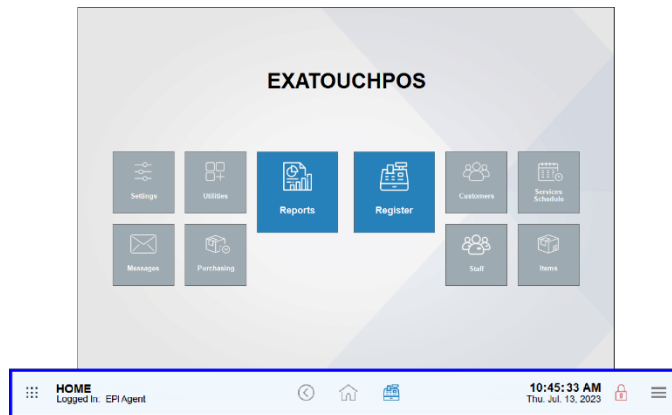 EXATOUCHPOS
Settings
Utilities
Reports
Register
Customers
Services
Schedule
Messages
Purchasing
Staff
Items
HOME
Logged In: EPI Agent
10:45:33 AM
Thu. Jul. 13, 2023